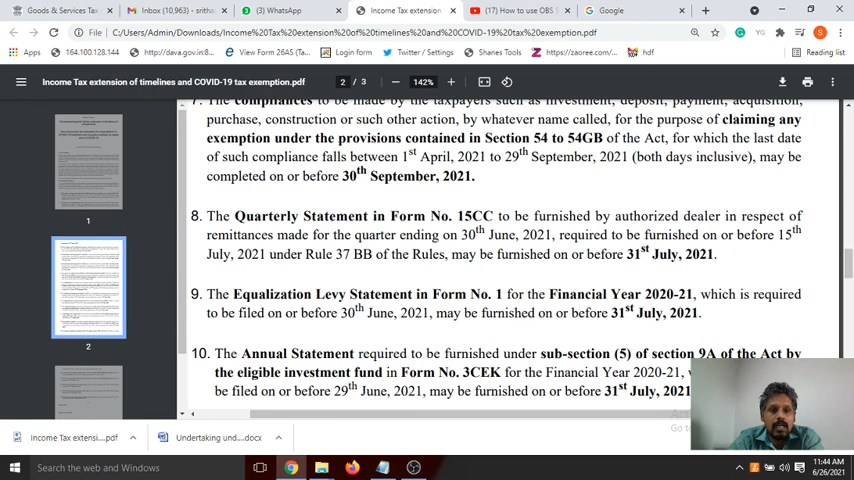 Goods & Services Tax
Inbox (10,963) - sritha
(3) WhatsApp
Income Tax extension
(17) How to use OBS S
Google
File
C:/Users/Admin/Downloads/Income%20Tax%20extension%20of%20timelines%20and%20COVID-19%20tax%20exemption.pdf
Apps
164.100.128.144
http://dava.gov.in:8...
View Form 26AS (Ta...
Login form
Twitter / Settings
Shanes Tools
https://zaoree.com/...
hdf
Reading list
Income Tax extension of timelines and COVID-19 tax exemption.pdf
2 / 3
142%
7. The compliances to be made by the taxpayers such as investment, deposit, payment, acquisition,
purchase, construction or such other action, by whatever name called, for the purpose of claiming any
exemption under the provisions contained in Section 54 to 54GB of the Act, for which the last date
of such compliance falls between 1st April, 2021 to 29th September, 2021 (both days inclusive), may be
completed on or before 30th September, 2021.
8. The Quarterly Statement in Form No. 15CC to be furnished by authorized dealer in respect of
remittances made for the quarter ending on 30th June, 2021, required to be furnished on or before 15th
July, 2021 under Rule 37 BB of the Rules, may be furnished on or before 31st July, 2021.
9. The Equalization Levy Statement in Form No. 1 for the Financial Year 2020-21, which is required
to be filed on or before 30th June, 2021, may be furnished on or before 31st July, 2021.
10. The Annual Statement required to be furnished under sub-section (5) of section 9A of the Act by
the eligible investment fund in Form No. 3CEK for the Financial Year 2020-21,
be filed on or before 29th June, 2021, may be furnished on or before 31st July, 2021
1
2
Income Tax extensi....pdf
Undertaking und....docx
Search the web and Windows
11:44 AM
6/26/2021